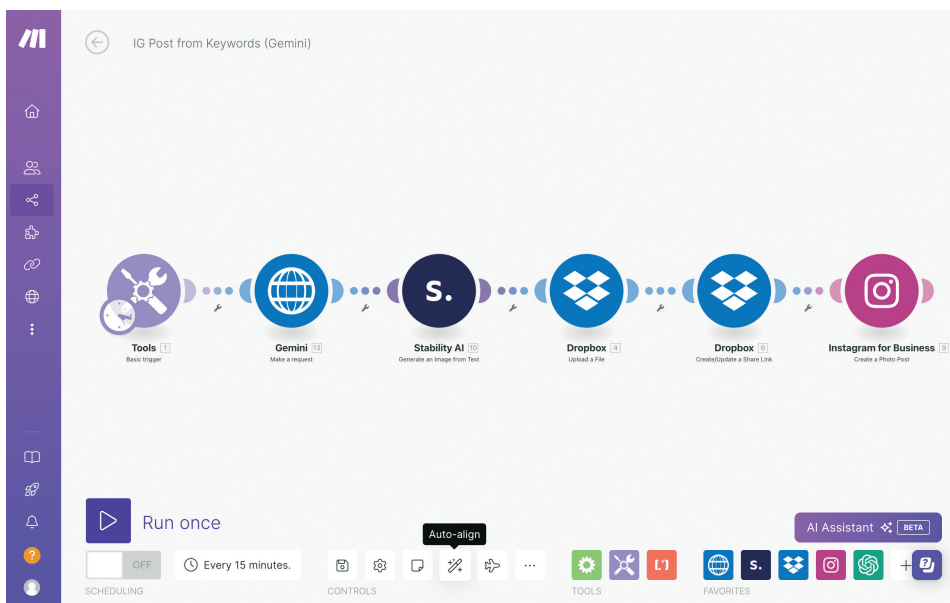 IG Post from Keywords (Gemini)
Tools 1
Basic trigger
Gemini 13
Make a request
S.
Stability AI 10
Generate an Image from Text
Dropbox 4
Upload a File
Dropbox 6
Create/Update a Share Link
Instagram for Business 9
Create a Photo Post
Run once
Auto-align
AI Assistant BETA
OFF
Every 15 minutes.
S.
SCHEDULING
CONTROLS
TOOLS
FAVORITES